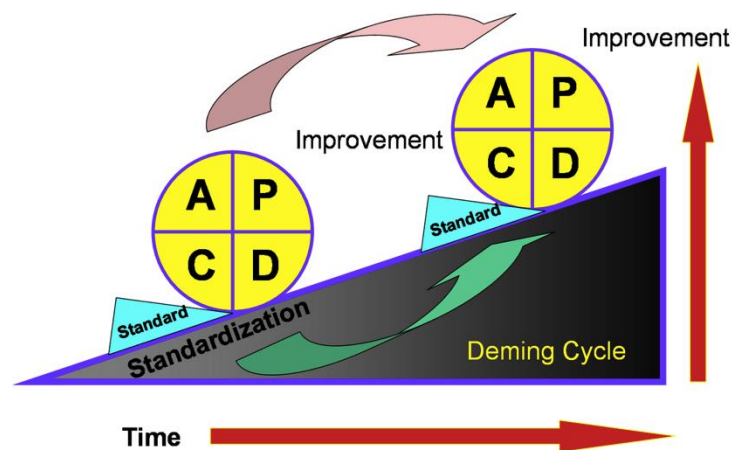 Improvement
A P
C D
Improvement
A P
C D
Standard
Standard
Standardization
Deming Cycle
Time